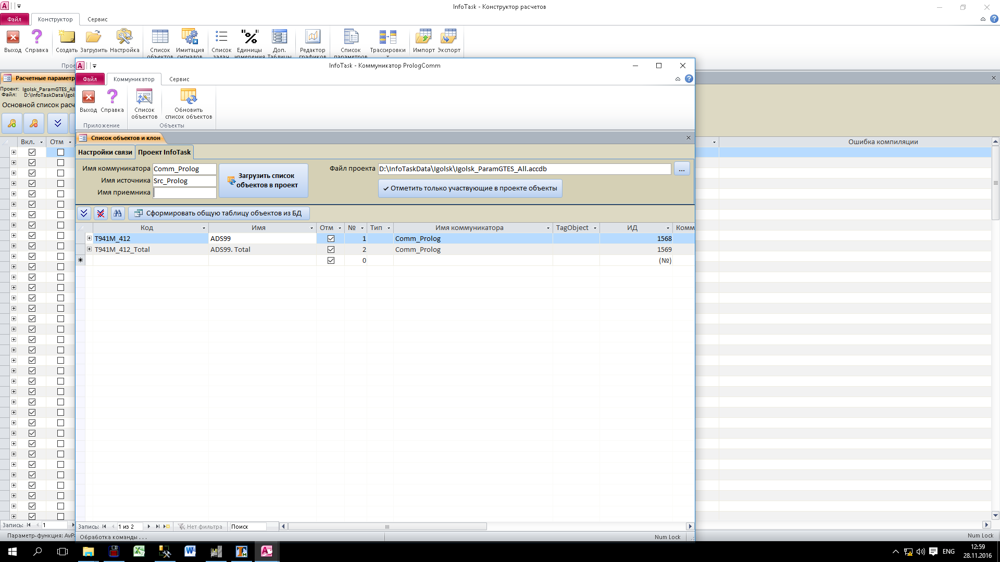 InfoTask - Конструктор расчетов
Файл
Конструктор
Сервис
Выход
Справка
Создать
Загрузить
Настройка
Список
объектов
Имитация
сигналов
Список
задач
Единицы
измерения
Доп.
Таблицы
Редактор
графиков
Список
параметров
Трассировки
Импорт
Экспорт
Прое
InfoTask - Коммуникатор PrologComm
Файл
Коммуникатор
Сервис
Выход
Справка
Список
объектов
Обновить
список объектов
Приложение
Объекты
Расчетные параметр
Проект: Igolsk_ParamGTES_All
Файл: D:\InfoTaskData\Igol
Основной список расч
Вкл.
Отм
Ошибка компиляции
Список объектов и клон
Настройки связи
Проект InfoTask
Имя коммуникатора Comm_Prolog
Имя источника Src_Prolog
Имя приемника
Загрузить список
объектов в проект
Файл проекта D:\InfoTaskData\Igolsk\Igolsk_ParamGTES_All.accdb
...
Отметить только участвующие в проекте объекты
Сформировать общую таблицу объектов из БД
Код Имя Отм № Тип Имя коммуникатора TagObject ИД Комм
T941M_412 ADS99 1 Comm_Prolog 1568
T941M_412_Total ADS99. Total 2 Comm_Prolog 1569
0 (№)
Запись: 1 из 2 Нет фильтра Поиск
Обработка команды . . .
Num Lock
Запись: 1
Параметр-функция: AvP
Num Lock
ENG
12:59
28.11.2016